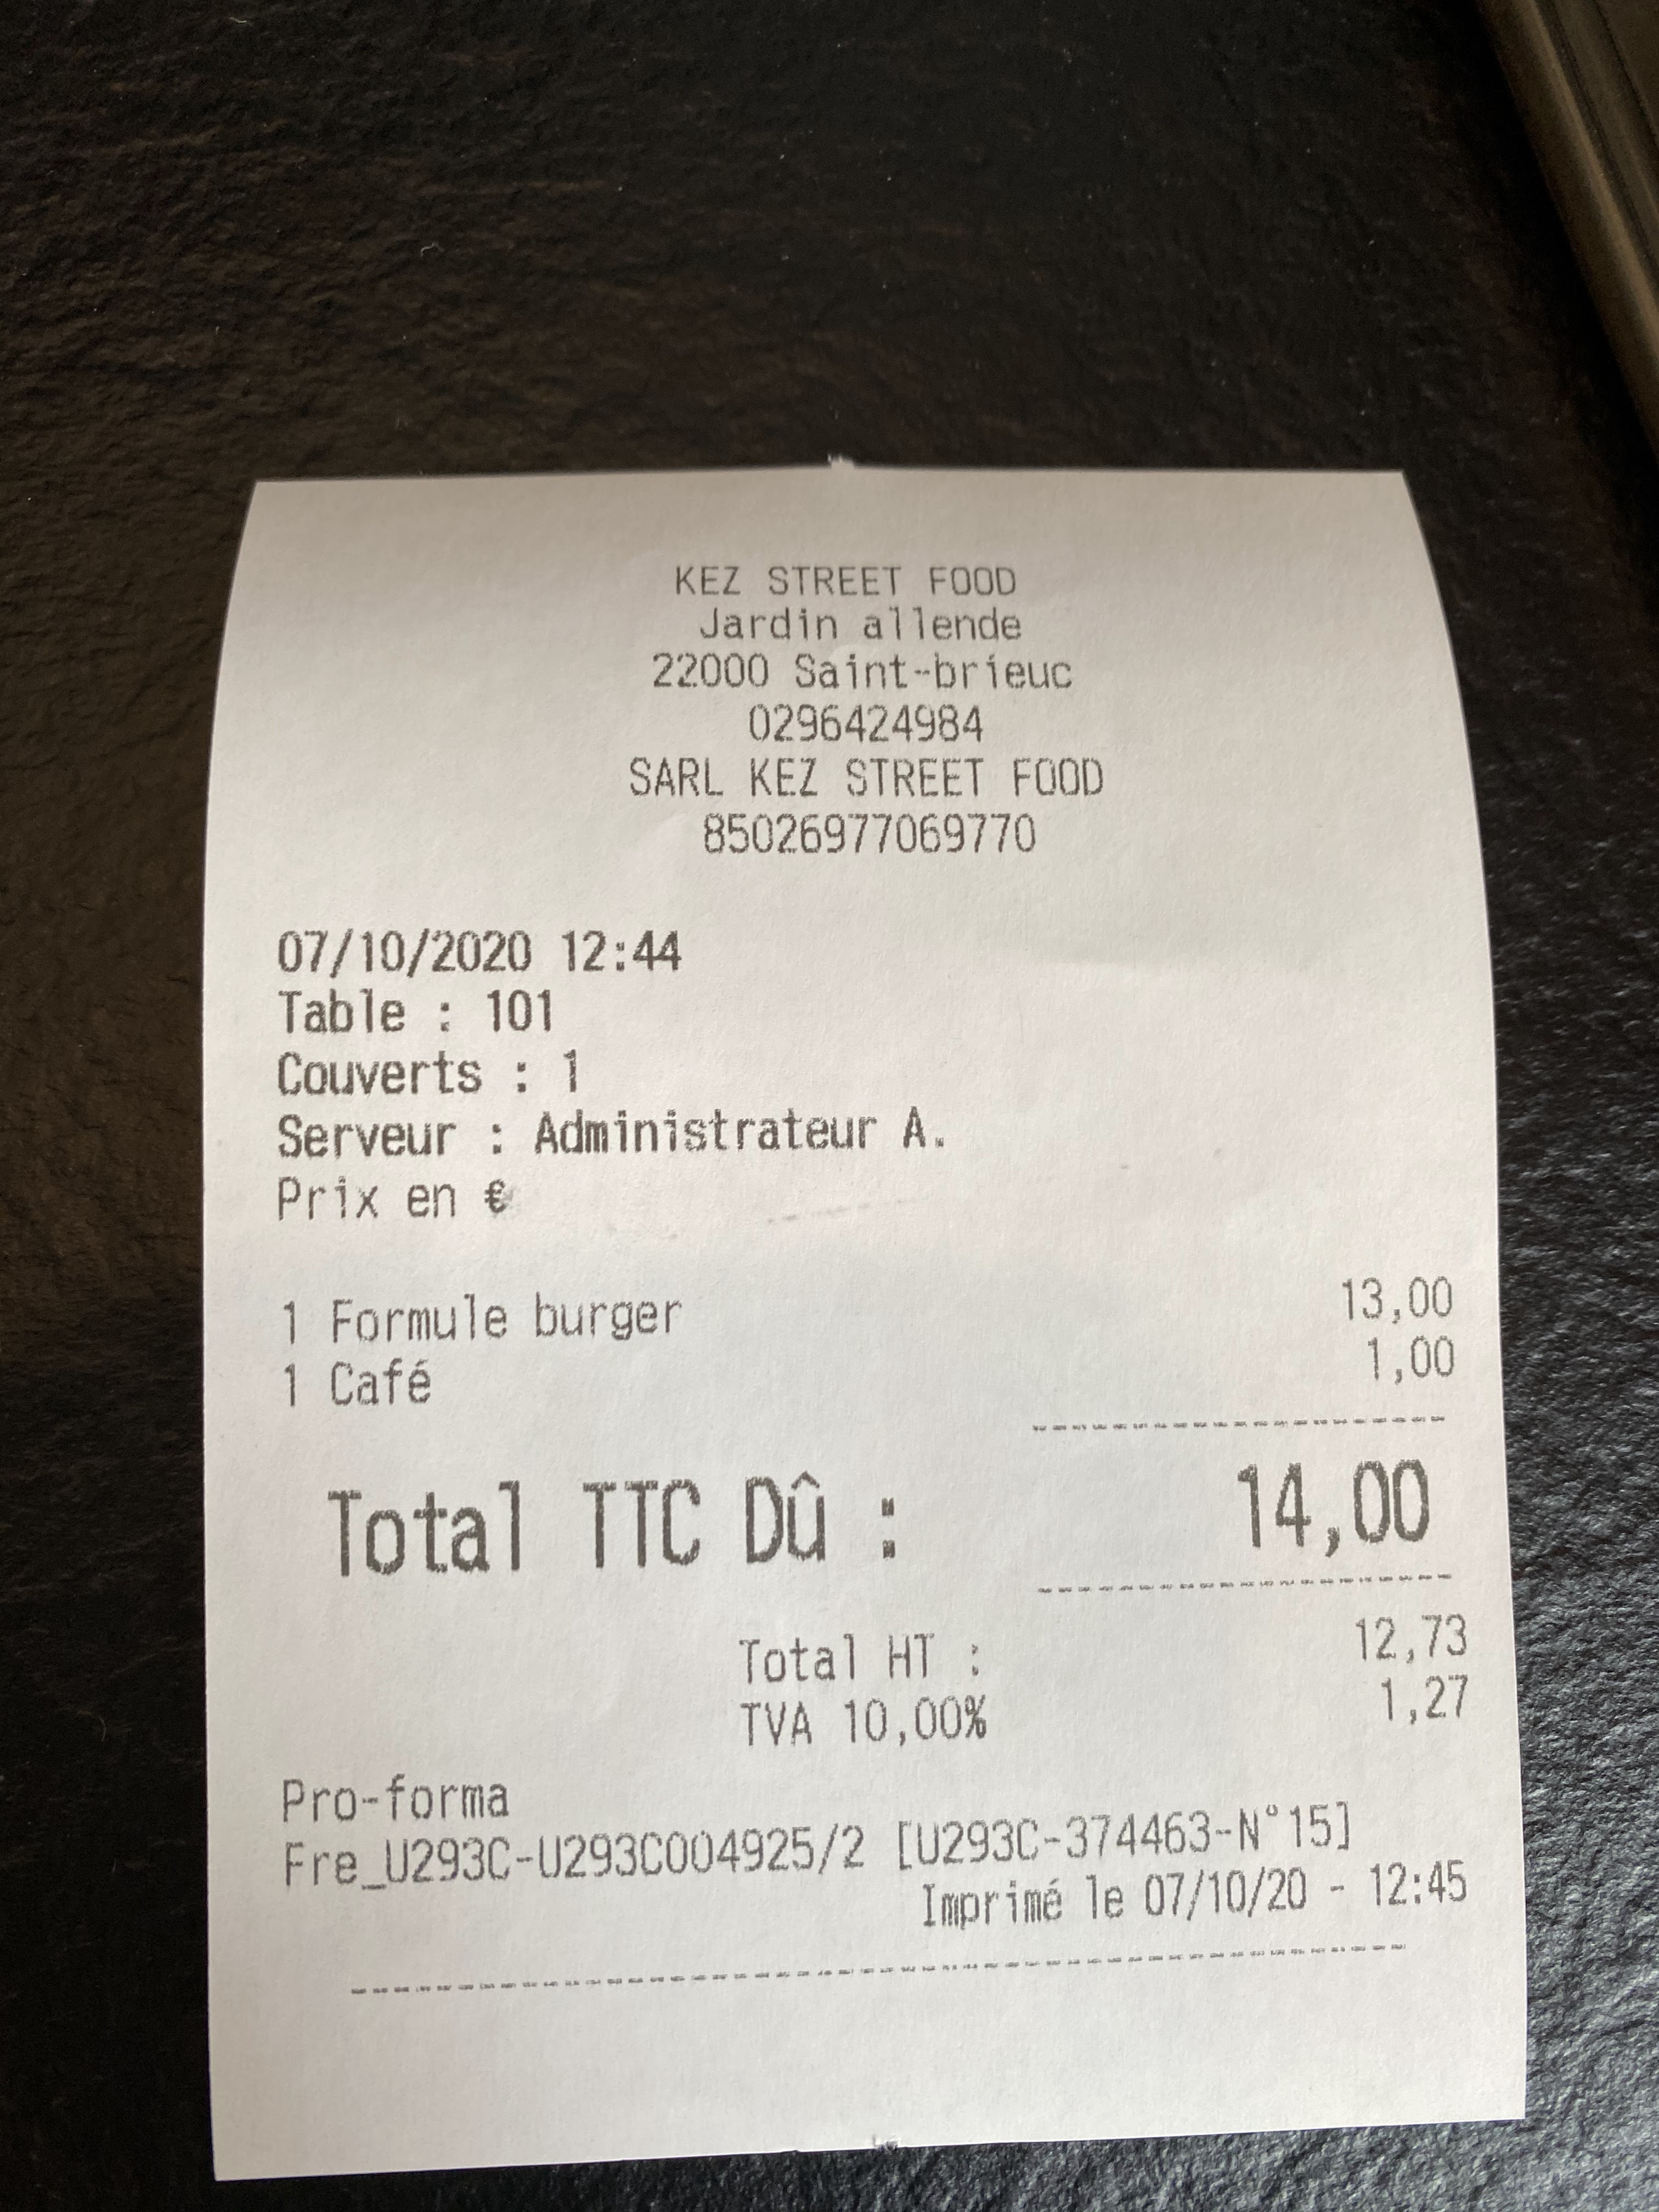 KEZ STREET FOOD
Jardin allende
22000 Saint-brieuc
0296424984
SARL KEZ STREET FOOD
85026977069770
07/10/2020 12:44
Table : 101
Couverts : 1
Serveur : Administrateur A.
Prix en €
1 Formule burger 13,00
1 Café 1,00
Total TTC Dû : 14,00
Total HT : 12,73
TVA 10,00% 1,27
Pro-forma
Fre_U293C-U293C004925/2 [U293C-374463-N°15]
Imprimé le 07/10/20 - 12:45